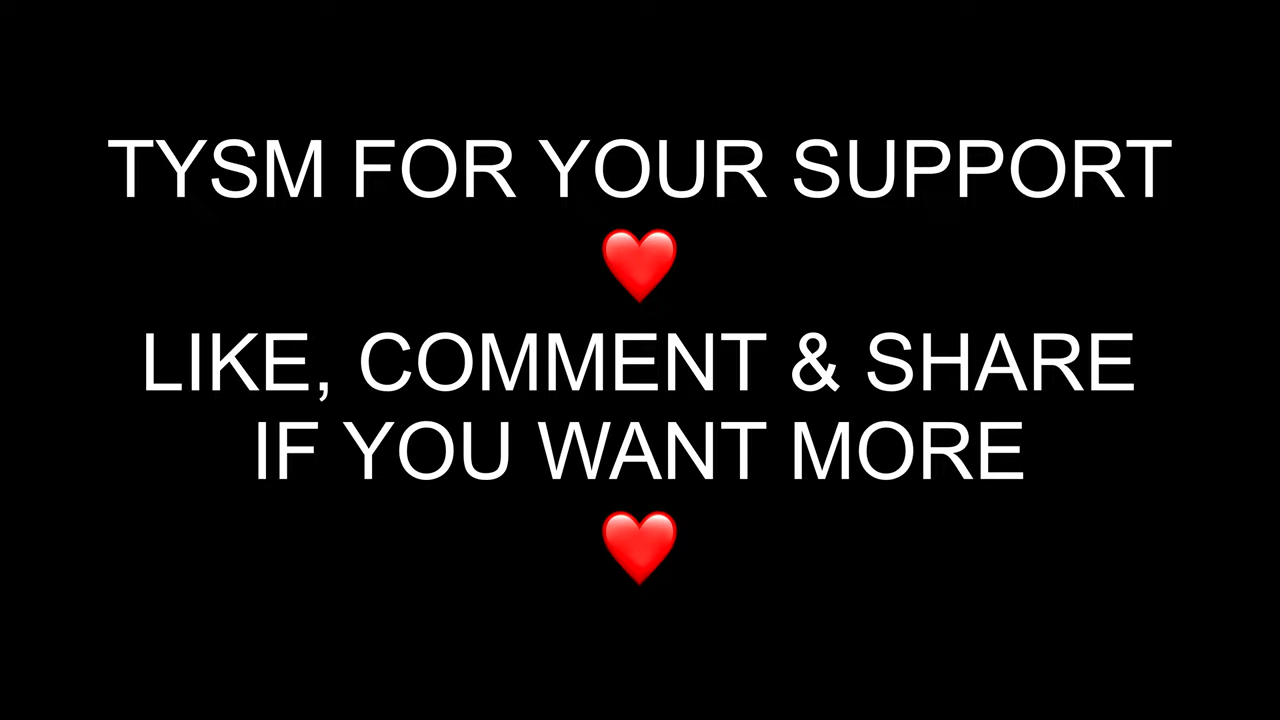 TYSM FOR YOUR SUPPORT
❤️
LIKE, COMMENT & SHARE
IF YOU WANT MORE
❤️